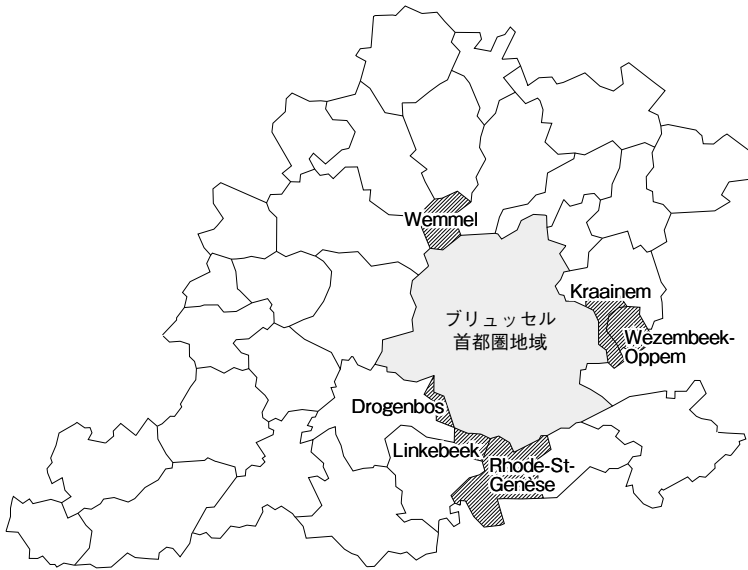 Wemmel
Kraainem
ブリュッセル
首都圏地域
Wezembeek-
Oppem
Drogenbos
Linkebeek
Rhode-St-
Genèse